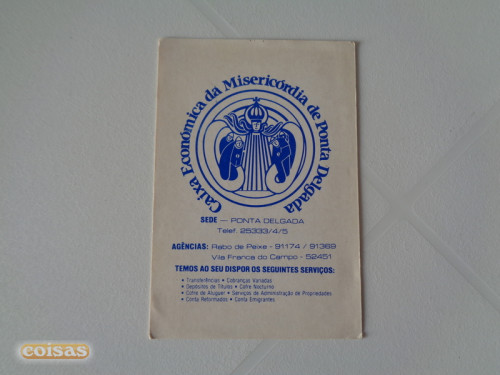 Caixa Económica da Misericórdia de Ponta Delgada
SEDE — PONTA DELGADA
Telef. 25333/4/5
AGÊNCIAS: Rabo de Peixe - 91174 / 91369
Vila Franca do Campo - 52451
TEMOS AO SEU DISPOR OS SEGUINTES SERVIÇOS:
• Transferências • Cobranças Variadas
• Depósitos de Títulos • Cofre Nocturno
• Cofre de Aluguer • Serviços de Administração de Propriedades
• Conta Reformados • Conta Emigrantes
coisas